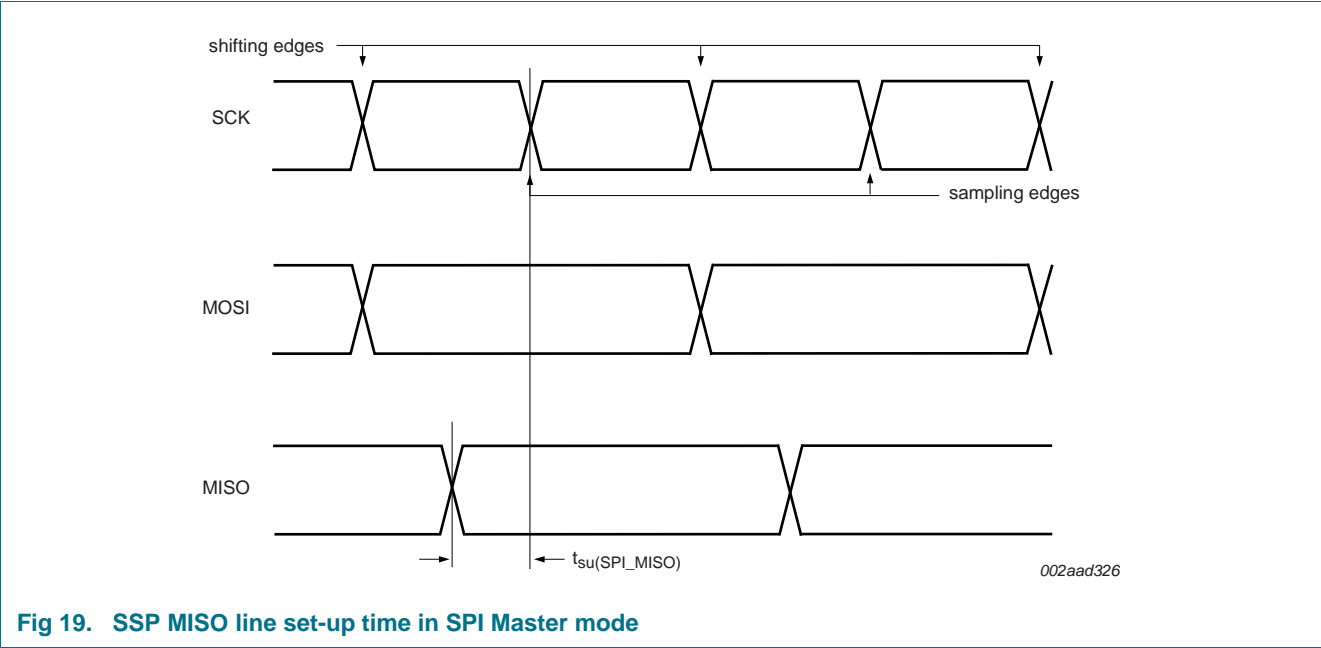 shifting edges
SCK
sampling edges
MOSI
MISO
tsu(SPI_MISO)
002aad326
Fig 19. SSP MISO line set-up time in SPI Master mode